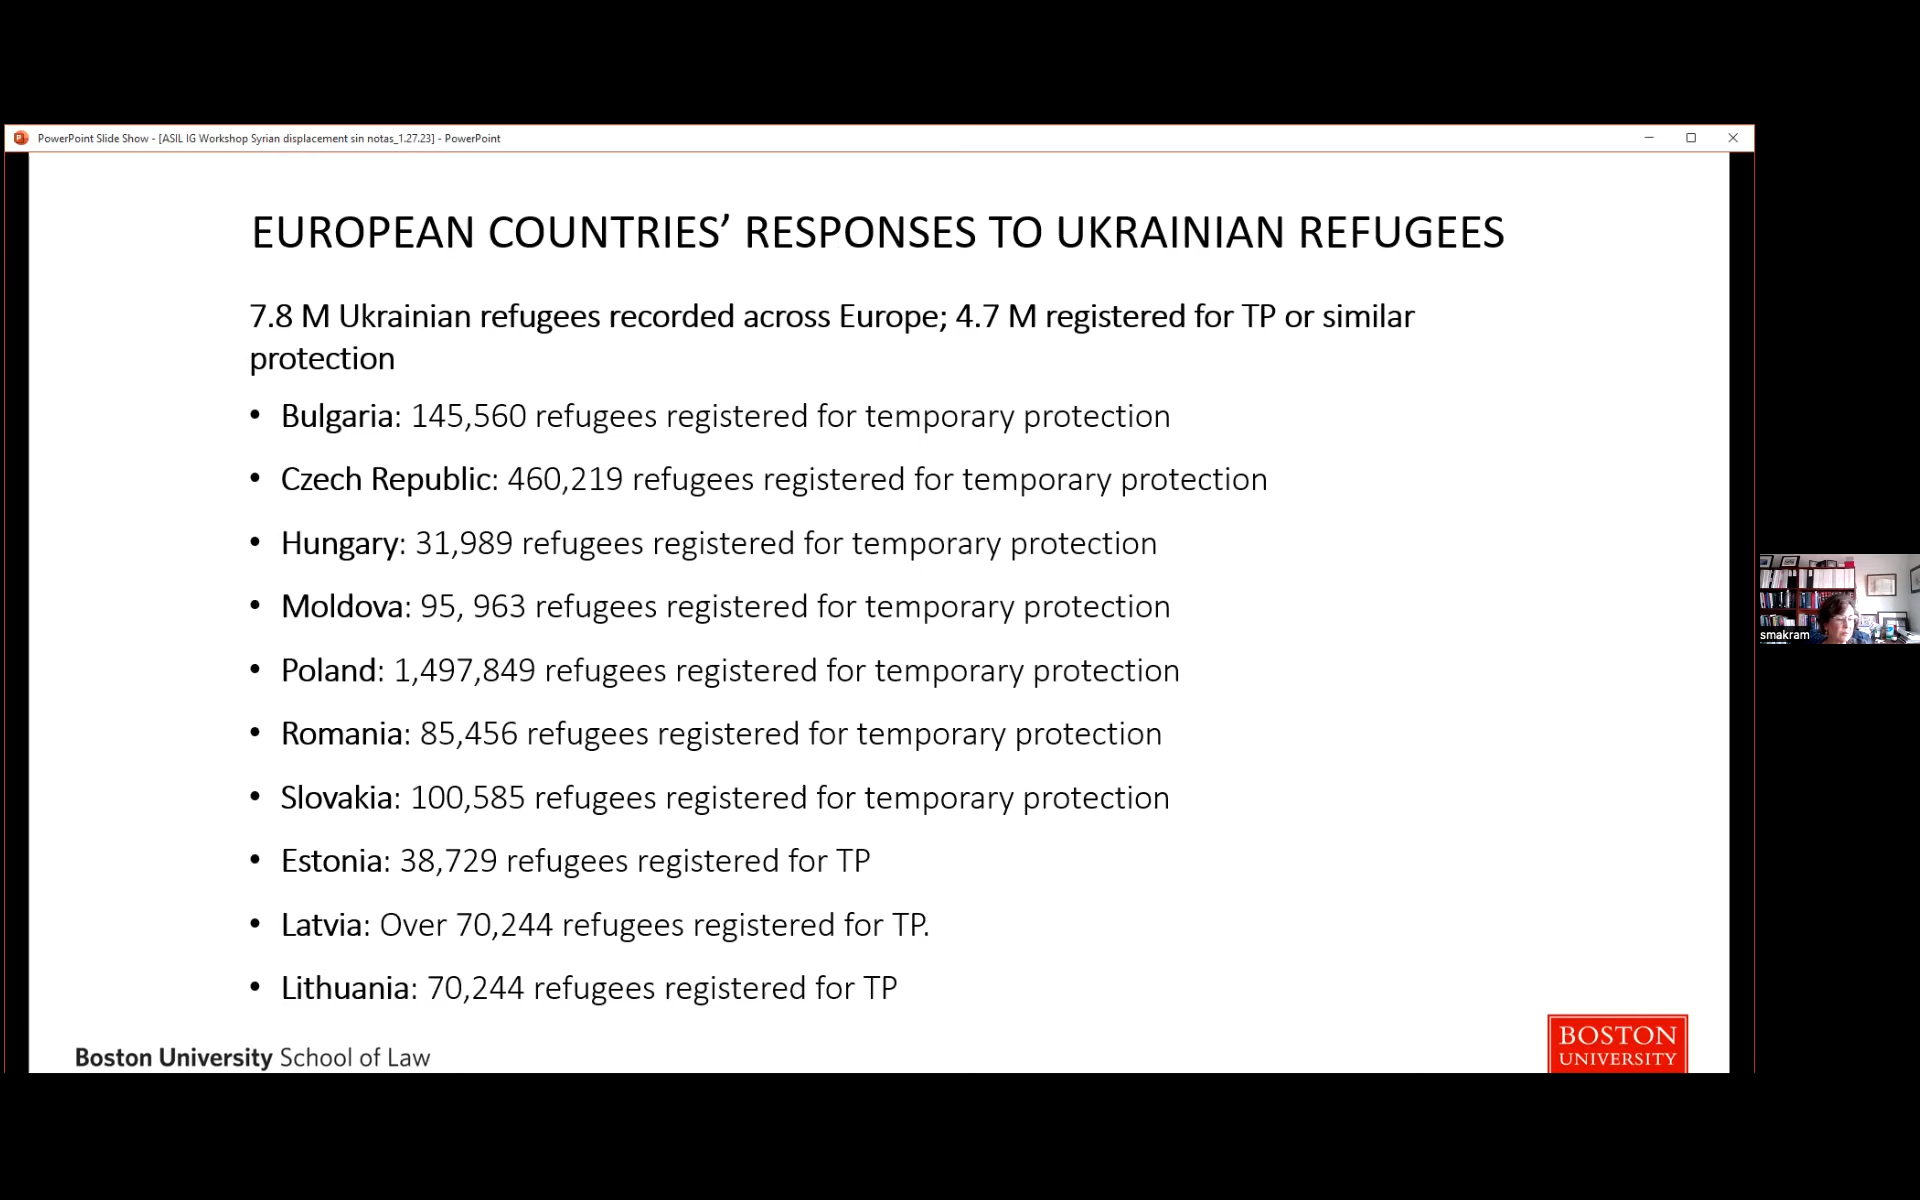 PowerPoint Slide Show - [ASIL IG Workshop Syrian displacement sin notas_1.27.23] - PowerPoint
EUROPEAN COUNTRIES’ RESPONSES TO UKRAINIAN REFUGEES
7.8 M Ukrainian refugees recorded across Europe; 4.7 M registered for TP or similar
protection
• Bulgaria: 145,560 refugees registered for temporary protection
• Czech Republic: 460,219 refugees registered for temporary protection
• Hungary: 31,989 refugees registered for temporary protection
• Moldova: 95, 963 refugees registered for temporary protection
• Poland: 1,497,849 refugees registered for temporary protection
• Romania: 85,456 refugees registered for temporary protection
• Slovakia: 100,585 refugees registered for temporary protection
• Estonia: 38,729 refugees registered for TP
• Latvia: Over 70,244 refugees registered for TP.
• Lithuania: 70,244 refugees registered for TP
Boston University School of Law
BOSTON
UNIVERSITY
smakram